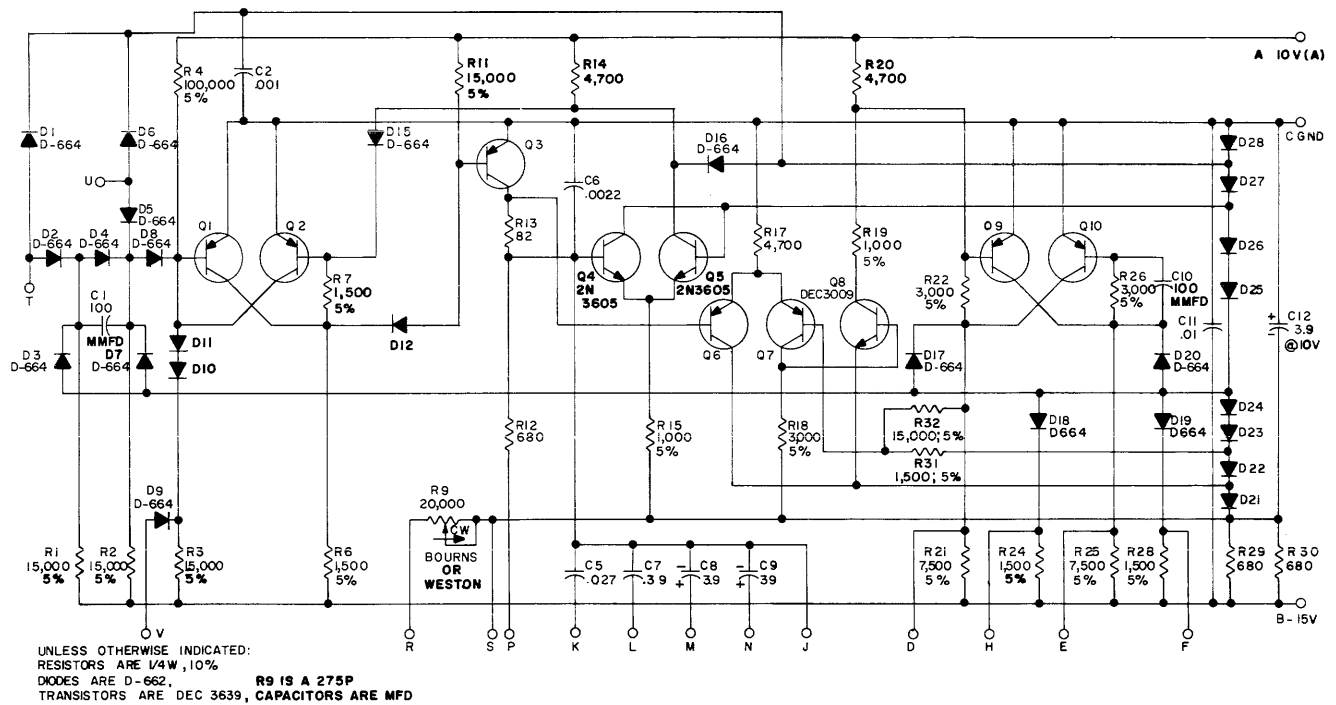 A 10V(A)
R4
100,000
5%
C2
.001
R11
15,000
5%
R14
4,700
R20
4,700
D1
D-664
D6
D-664
D15
D-664
Q3
D16
D-664
C GND
D28
D27
U
D5
D-664
D2
D-664
D4
D-664
D8
D-664
Q1
Q2
R13
82
C6
.0022
R17
4,700
R19
1,000
5%
Q9
Q10
D26
D25
T
R7
1,500
5%
Q4
2N
3605
Q5
2N3605
Q8
DEC3009
R22
3,000
5%
R26
3,000
5%
C10
100
MMFD
C1
100
MMFD
D3
D-664
D7
D-664
D11
D10
D12
Q6
Q7
D17
D-664
D20
D-664
C11
.01
C12
+
3.9
@10V
R12
680
R15
1,000
5%
R18
3,000
5%
R32
15,000; 5%
R31
1,500; 5%
D18
D664
D19
D664
D24
D23
D22
D21
D9
D-664
R9
20,000
CW
BOURNS
OR
WESTON
R1
15,000
5%
R2
15,000
5%
R3
15,000
5%
R6
1,500
5%
C5
.027
C7
.39
C8
3.9
- +
C9
39
- +
R21
7,500
5%
R24
1,500
5%
R25
7,500
5%
R28
1,500
5%
R29
680
R30
680
B-15V
V
R
S
P
K
L
M
N
J
D
H
E
F
UNLESS OTHERWISE INDICATED:
RESISTORS ARE 1/4W, 10%
DIODES ARE D-662, R9 IS A 275P
TRANSISTORS ARE DEC 3639, CAPACITORS ARE MFD